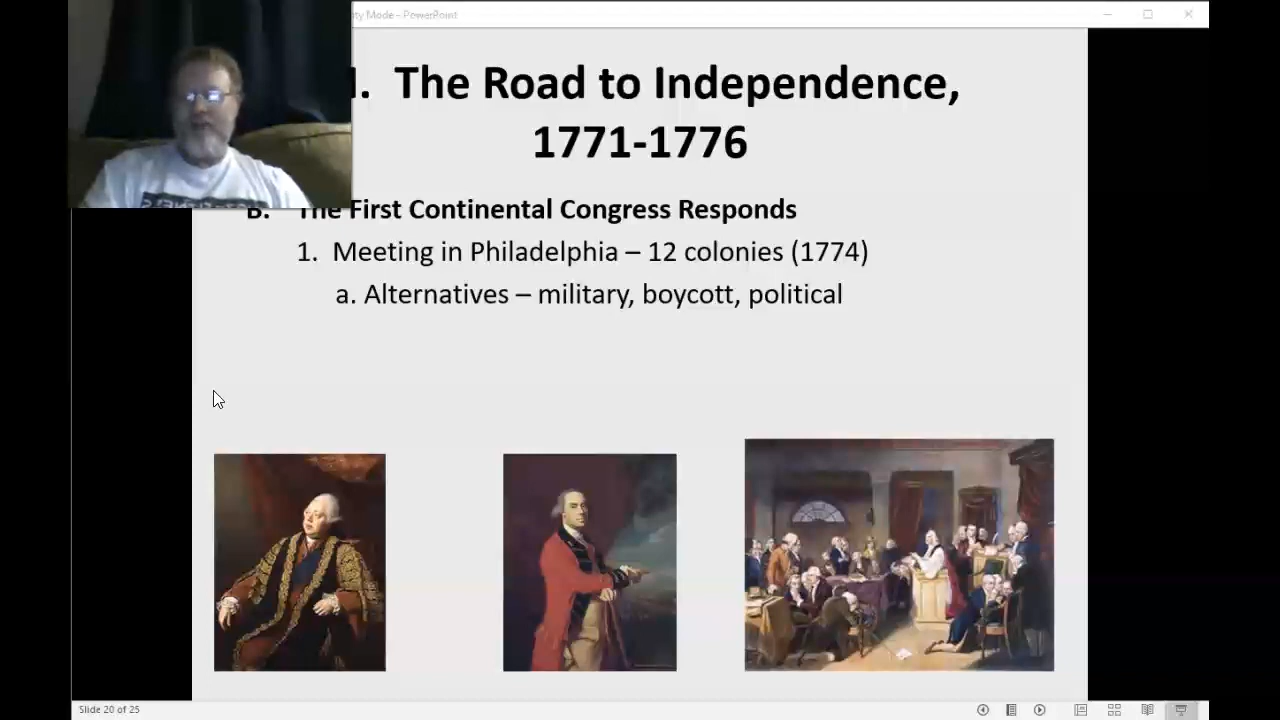 ty Mode - PowerPoint
I. The Road to Independence,
1771-1776
B. The First Continental Congress Responds
1. Meeting in Philadelphia – 12 colonies (1774)
a. Alternatives – military, boycott, political
Slide 20 of 25